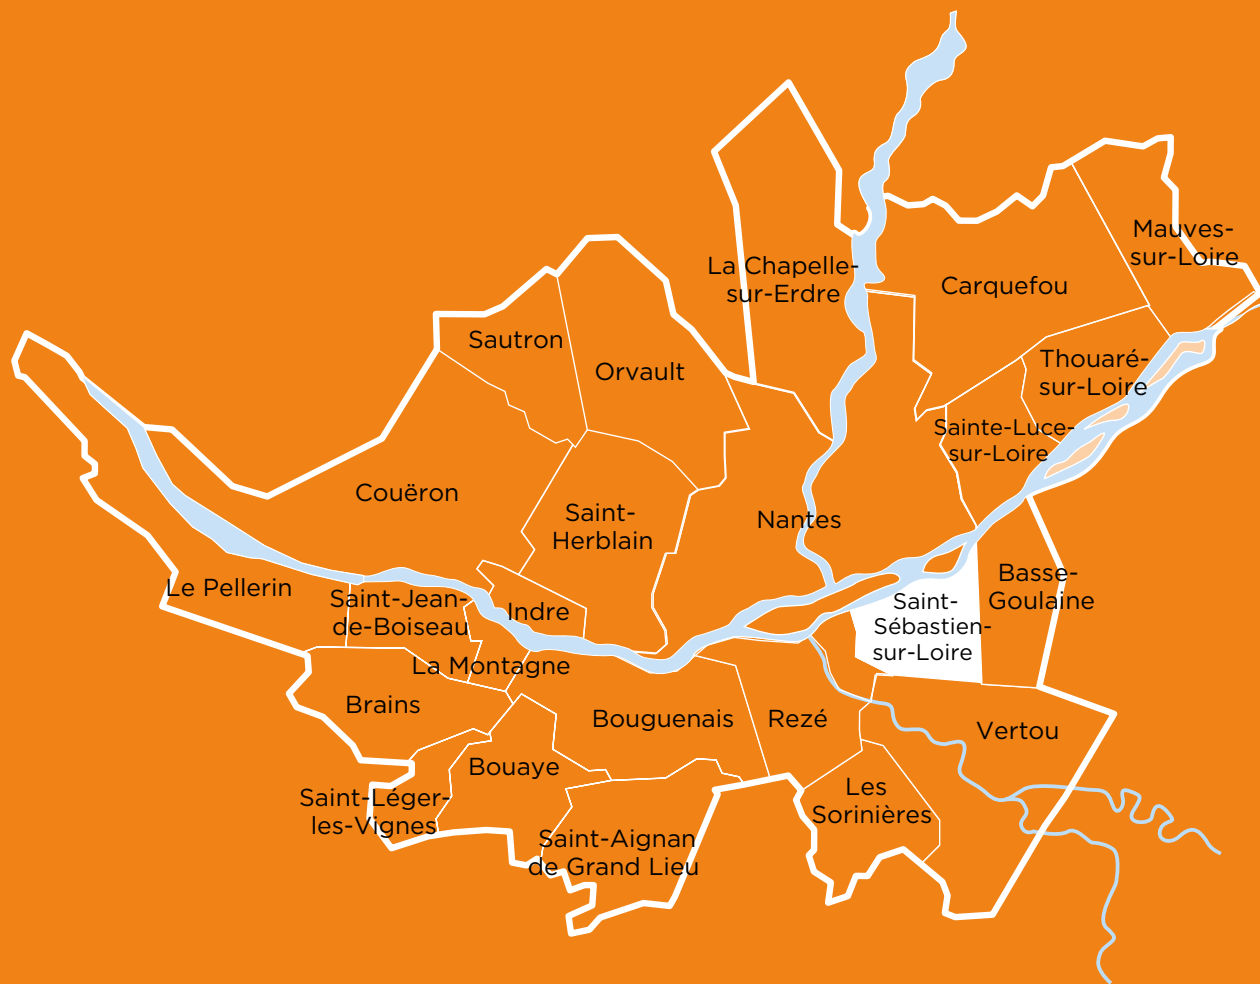 Mauves-
sur-Loire
La Chapelle-
sur-Erdre
Carquefou
Sautron
Orvault
Thouaré-
sur-Loire
Sainte-Luce-
sur-Loire
Couëron
Saint-
Herblain
Nantes
Le Pellerin
Saint-Jean-
de-Boiseau
Indre
Saint-
Sébastien-
sur-Loire
Basse-
Goulaine
La Montagne
Brains
Bouguenais
Rezé
Vertou
Bouaye
Saint-Léger-
les-Vignes
Les
Sorinières
Saint-Aignan
de Grand Lieu